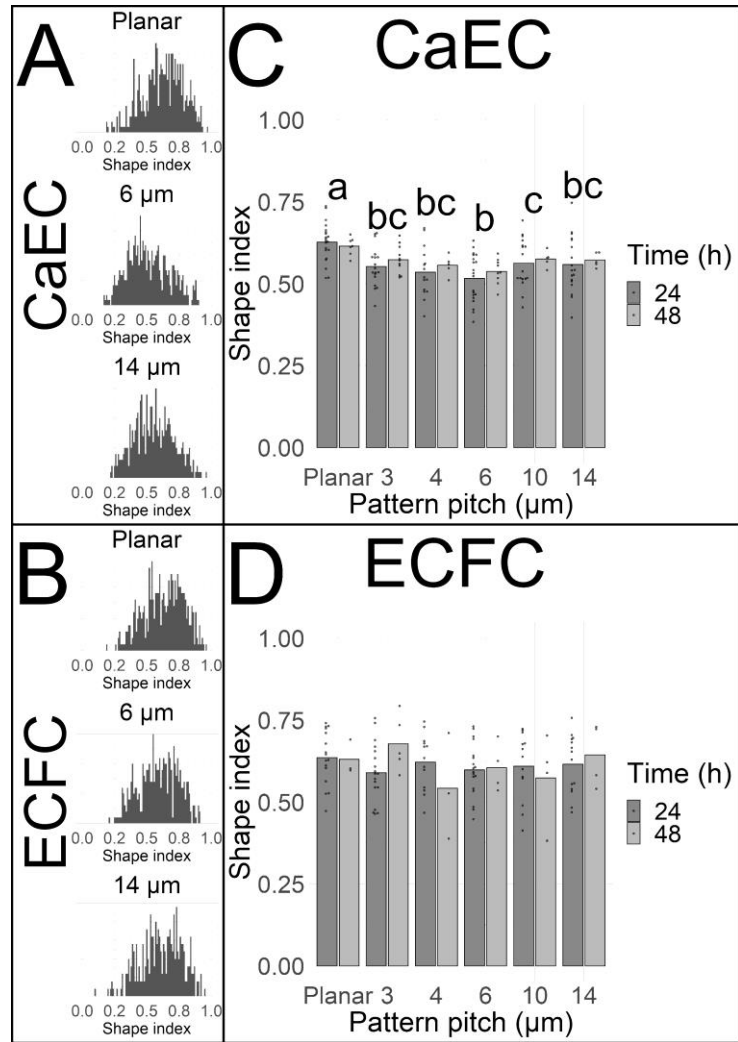 A
Planar
0.0 0.2 0.5 0.8 1.0
Shape index
CaEC
6 µm
0.0 0.2 0.5 0.8 1.0
Shape index
14 µm
0.0 0.2 0.5 0.8 1.0
Shape index
C
CaEC
1.00
0.75
0.50
0.25
0.00
Shape index
a
bc
bc
b
c
bc
Planar 3 4 6 10 14
Pattern pitch (µm)
Time (h)
24
48
B
Planar
0.0 0.2 0.5 0.8 1.0
Shape index
ECFC
6 µm
0.0 0.2 0.5 0.8 1.0
Shape index
14 µm
0.0 0.2 0.5 0.8 1.0
Shape index
D
ECFC
1.00
0.75
0.50
0.25
0.00
Shape index
Planar 3 4 6 10 14
Pattern pitch (µm)
Time (h)
24
48